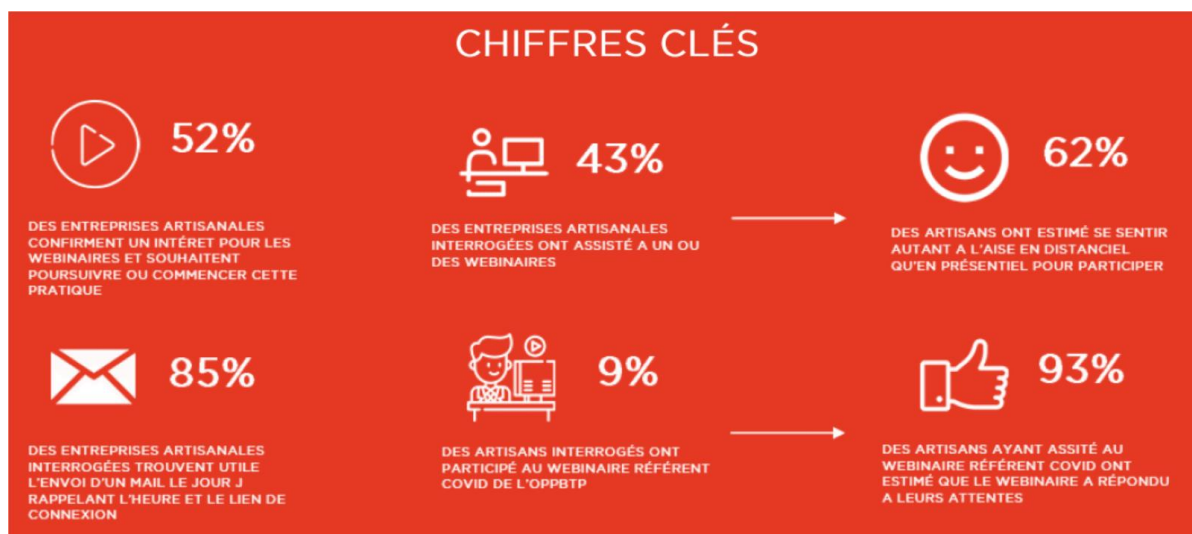 CHIFFRES CLÉS
52%
DES ENTREPRISES ARTISANALES
CONFIRMENT UN INTÉRET POUR LES
WEBINAIRES ET SOUHAITENT
POURSUIVRE OU COMMENCER CETTE
PRATIQUE
43%
DES ENTREPRISES ARTISANALES
INTERROGÉES ONT ASSISTÉ A UN OU
DES WEBINAIRES
62%
DES ARTISANS ONT ESTIMÉ SE SENTIR
AUTANT A L'AISE EN DISTANCIEL
QU'EN PRÉSENTIEL POUR PARTICIPER
85%
DES ENTREPRISES ARTISANALES
INTERROGÉES TROUVENT UTILE
L'ENVOI D'UN MAIL LE JOUR J
RAPPELANT L'HEURE ET LE LIEN DE
CONNEXION
9%
DES ARTISANS INTERROGÉS ONT
PARTICIPÉ AU WEBINAIRE RÉFÉRENT
COVID DE L'OPPBTP
93%
DES ARTISANS AYANT ASSITÉ AU
WEBINAIRE RÉFÉRENT COVID ONT
ESTIMÉ QUE LE WEBINAIRE A RÉPONDU
A LEURS ATTENTES